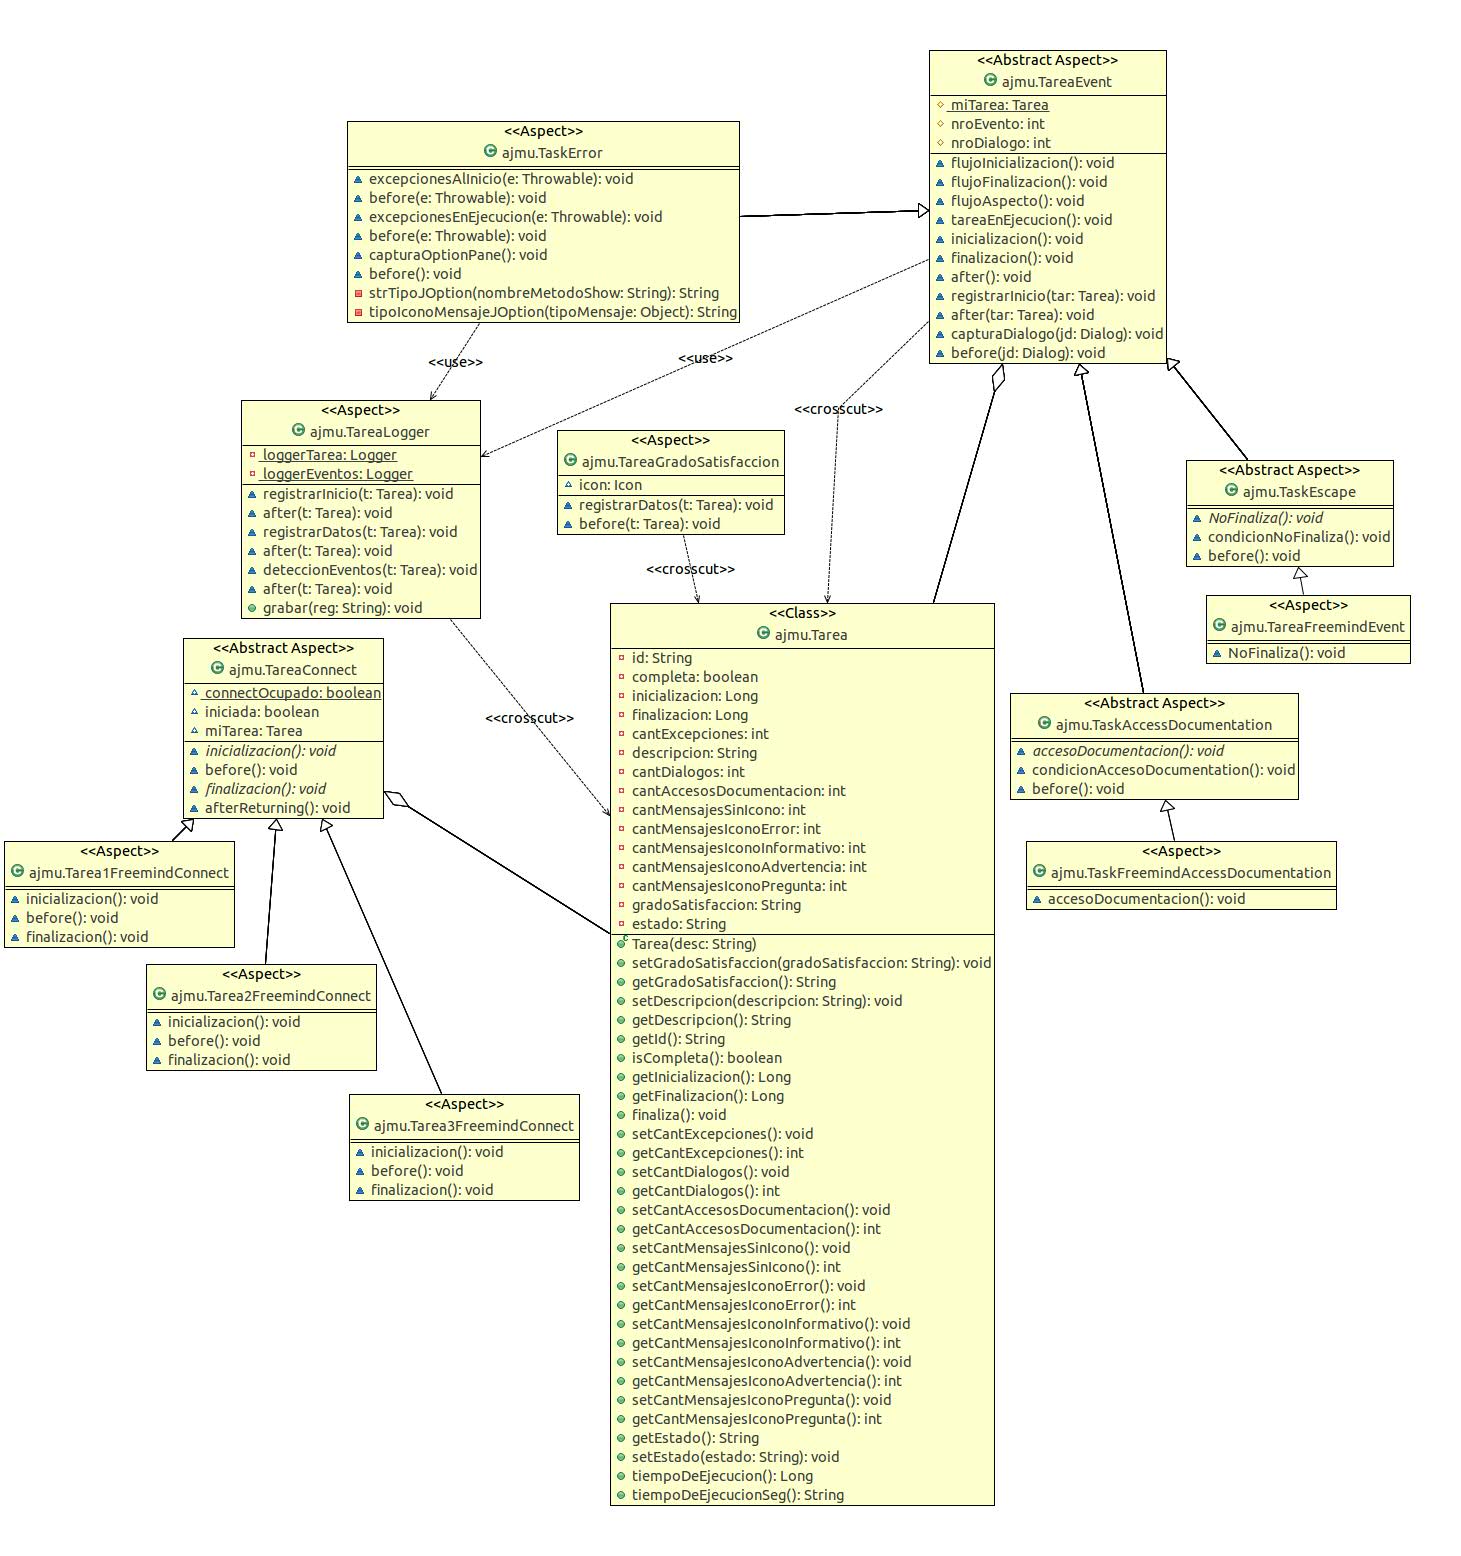 <<Abstract Aspect>>
ajmu.TareaEvent
miTarea: Tarea
nroEvento: int
nroDialogo: int
flujoInicializacion(): void
flujoFinalizacion(): void
flujoAspecto(): void
tareaEnEjecucion(): void
inicializacion(): void
finalizacion(): void
after(): void
registrarInicio(tar: Tarea): void
after(tar: Tarea): void
capturaDialogo(jd: Dialog): void
before(jd: Dialog): void
<<Aspect>>
ajmu.TaskError
excepcionesAlInicio(e: Throwable): void
before(e: Throwable): void
excepcionesEnEjecucion(e: Throwable): void
before(e: Throwable): void
capturaOptionPane(): void
before(): void
strTipoJOption(nombreMetodoShow: String): String
tipoIconoMensajeJOption(tipoMensaje: Object): String
<<use>>
<<use>>
<<crosscut>>
<<Aspect>>
ajmu.TareaLogger
loggerTarea: Logger
loggerEventos: Logger
registrarInicio(t: Tarea): void
after(t: Tarea): void
registrarDatos(t: Tarea): void
after(t: Tarea): void
deteccionEventos(t: Tarea): void
after(t: Tarea): void
grabar(reg: String): void
<<Aspect>>
ajmu.TareaGradoSatisfaccion
icon: Icon
registrarDatos(t: Tarea): void
before(t: Tarea): void
<<crosscut>>
<<Abstract Aspect>>
ajmu.TaskEscape
NoFinaliza(): void
condicionNoFinaliza(): void
before(): void
<<Aspect>>
ajmu.TareaFreemindEvent
NoFinaliza(): void
<<Abstract Aspect>>
ajmu.TareaConnect
connectOcupado: boolean
iniciada: boolean
miTarea: Tarea
inicializacion(): void
before(): void
finalizacion(): void
afterReturning(): void
<<crosscut>>
<<Class>>
ajmu.Tarea
id: String
completa: boolean
inicializacion: Long
finalizacion: Long
cantExcepciones: int
descripcion: String
cantDialogos: int
cantAccesosDocumentacion: int
cantMensajesSinIcono: int
cantMensajesIconoError: int
cantMensajesIconoInformativo: int
cantMensajesIconoAdvertencia: int
cantMensajesIconoPregunta: int
gradoSatisfaccion: String
estado: String
Tarea(desc: String)
setGradoSatisfaccion(gradoSatisfaccion: String): void
getGradoSatisfaccion(): String
setDescripcion(descripcion: String): void
getDescripcion(): String
getId(): String
isCompleta(): boolean
getInicializacion(): Long
getFinalizacion(): Long
finaliza(): void
setCantExcepciones(): void
getCantExcepciones(): int
setCantDialogos(): void
getCantDialogos(): int
setCantAccesosDocumentacion(): void
getCantAccesosDocumentacion(): int
setCantMensajesSinIcono(): void
getCantMensajesSinIcono(): int
setCantMensajesIconoError(): void
getCantMensajesIconoError(): int
setCantMensajesIconoInformativo(): void
getCantMensajesIconoInformativo(): int
setCantMensajesIconoAdvertencia(): void
getCantMensajesIconoAdvertencia(): int
setCantMensajesIconoPregunta(): void
getCantMensajesIconoPregunta(): int
getEstado(): String
setEstado(estado: String): void
tiempoDeEjecucion(): Long
tiempoDeEjecucionSeg(): String
<<Abstract Aspect>>
ajmu.TaskAccessDocumentation
accesoDocumentacion(): void
condicionAccesoDocumentation(): void
before(): void
<<Aspect>>
ajmu.TaskFreemindAccessDocumentation
accesoDocumentacion(): void
<<Aspect>>
ajmu.Tarea1FreemindConnect
inicializacion(): void
before(): void
finalizacion(): void
<<Aspect>>
ajmu.Tarea2FreemindConnect
inicializacion(): void
before(): void
finalizacion(): void
<<Aspect>>
ajmu.Tarea3FreemindConnect
inicializacion(): void
before(): void
finalizacion(): void